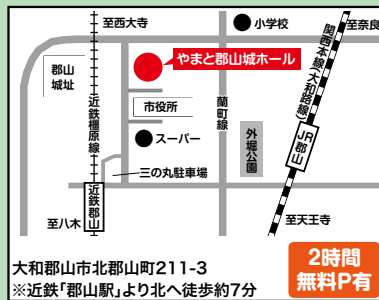 至西大寺
小学校
至奈良
やまと郡山城ホール
郡山
城址
近鉄橿原線
市役所
蘭町線
関西本線(大和路線)
スーパー
外堀公園
JR郡山
三の丸駐車場
近鉄郡山
至八木
至天王寺
大和郡山市北郡山町211-3
※近鉄「郡山駅」より北へ徒歩約7分
2時間
無料P有